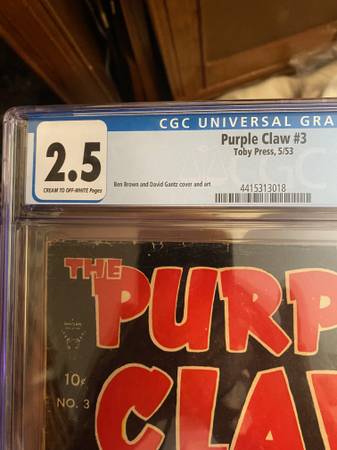 CGC UNIVERSAL GRA
2.5
CREAM TO OFF-WHITE Pages
Purple Claw #3
Toby Press, 5/53
Ben Brown and David Gantz cover and art
4415313018
CGC
THE
PURP
10¢
NO. 3
CLA